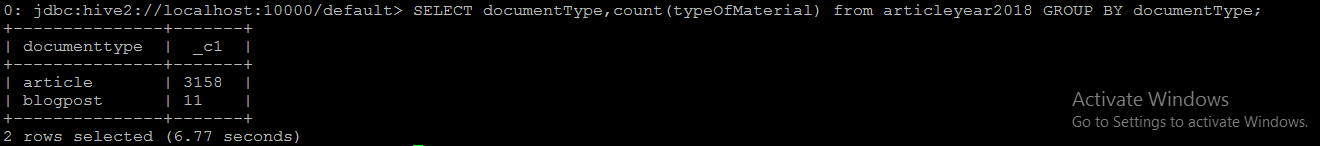 0: jdbc:hive2://localhost:10000/default> SELECT documentType,count(typeOfMaterial) from articleyear2018 GROUP BY documentType;
+---------------+-------+
| documenttype  |  _c1  |
+---------------+-------+
| article       | 3158  |
| blogpost      | 11    |
+---------------+-------+
2 rows selected (6.77 seconds)
Activate Windows
Go to Settings to activate Windows.